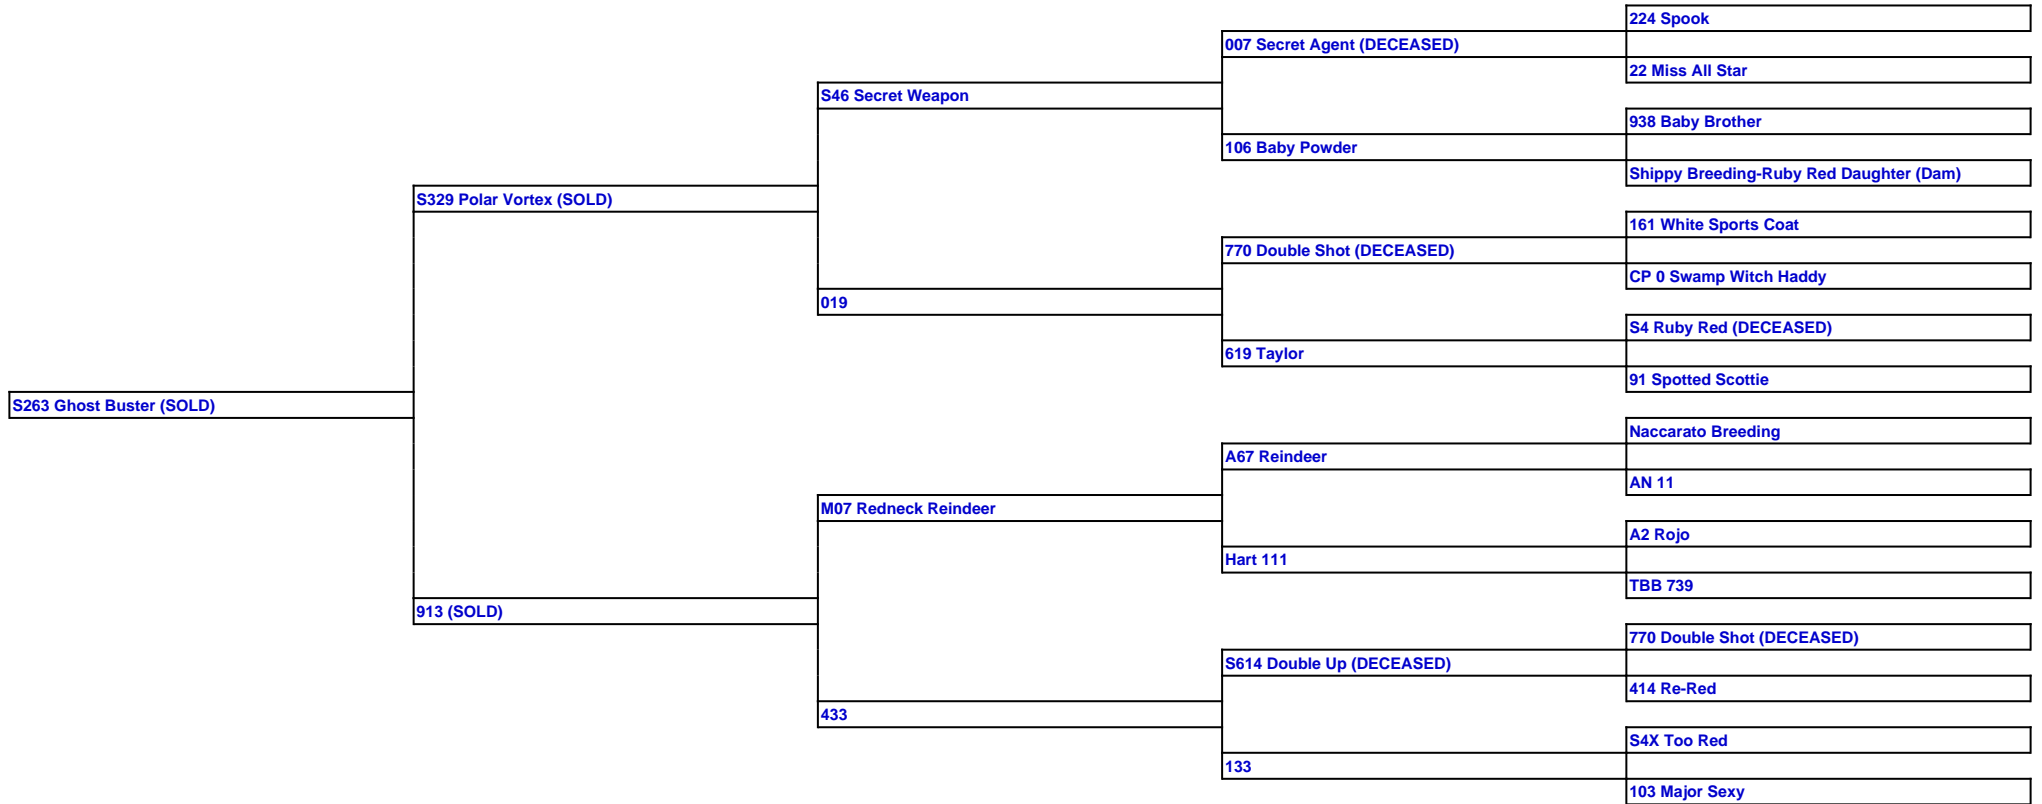 224 Spook
007 Secret Agent (DECEASED)
22 Miss All Star
S46 Secret Weapon
938 Baby Brother
106 Baby Powder
Shippy Breeding-Ruby Red Daughter (Dam)
S329 Polar Vortex (SOLD)
161 White Sports Coat
770 Double Shot (DECEASED)
CP 0 Swamp Witch Haddy
019
S4 Ruby Red (DECEASED)
619 Taylor
91 Spotted Scottie
S263 Ghost Buster (SOLD)
Naccarato Breeding
A67 Reindeer
AN 11
M07 Redneck Reindeer
A2 Rojo
Hart 111
TBB 739
913 (SOLD)
770 Double Shot (DECEASED)
S614 Double Up (DECEASED)
414 Re-Red
433
S4X Too Red
133
103 Major Sexy